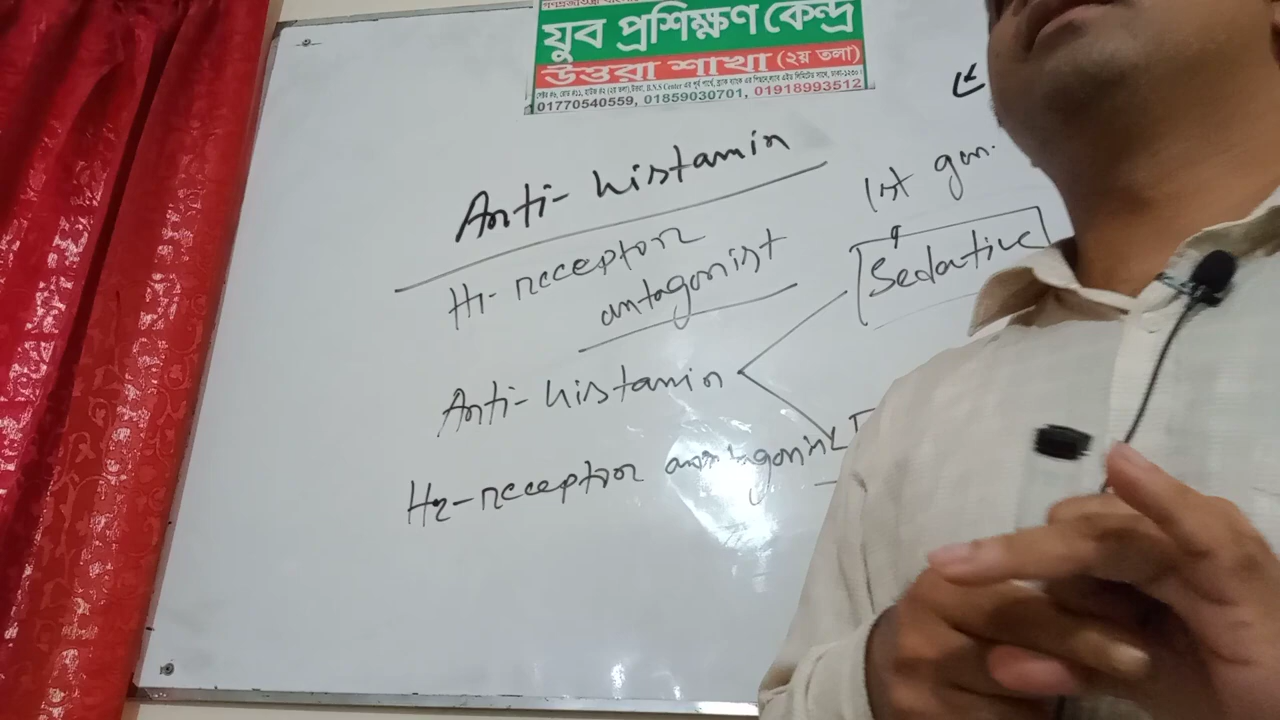 যুব প্রশিক্ষণ কেন্দ্র
উত্তরা শাখা (২য় তলা)
01770540559, 01859030701, 01918993512
Anti-histamin
H1-receptor
antagonist
1st gen.
Sedative
Anti-histamin
H2-receptor antagonist